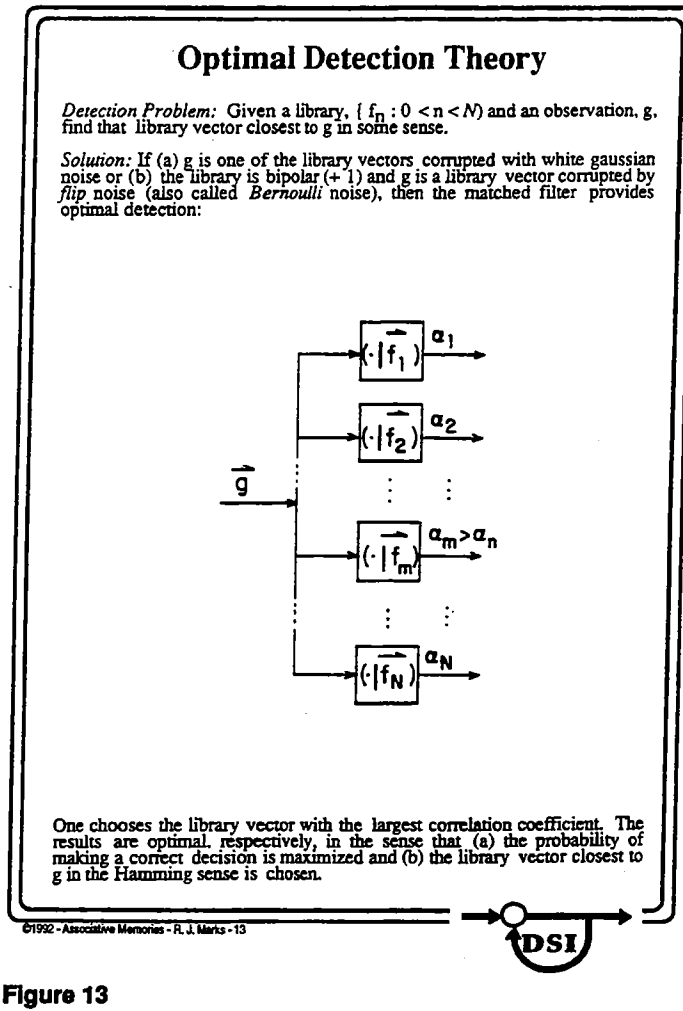 Optimal Detection Theory
Detection Problem: Given a library, { fn : 0 < n < N) and an observation, g,
find that library vector closest to g in some sense.
Solution: If (a) g is one of the library vectors corrupted with white gaussian
noise or (b) the library is bipolar (+ 1) and g is a library vector corrupted by
flip noise (also called Bernoulli noise), then the matched filter provides
optimal detection:
(·|f1) α1
(·|f2) α2
g
(·|fm) αm>αn
(·|fN) αN
One chooses the library vector with the largest correlation coefficient. The
results are optimal. respectively, in the sense that (a) the probability of
making a correct decision is maximized and (b) the library vector closest to
g in the Hamming sense is chosen.
©1992 - Associative Memories - R. J. Marks - 13
DSI
Figure 13